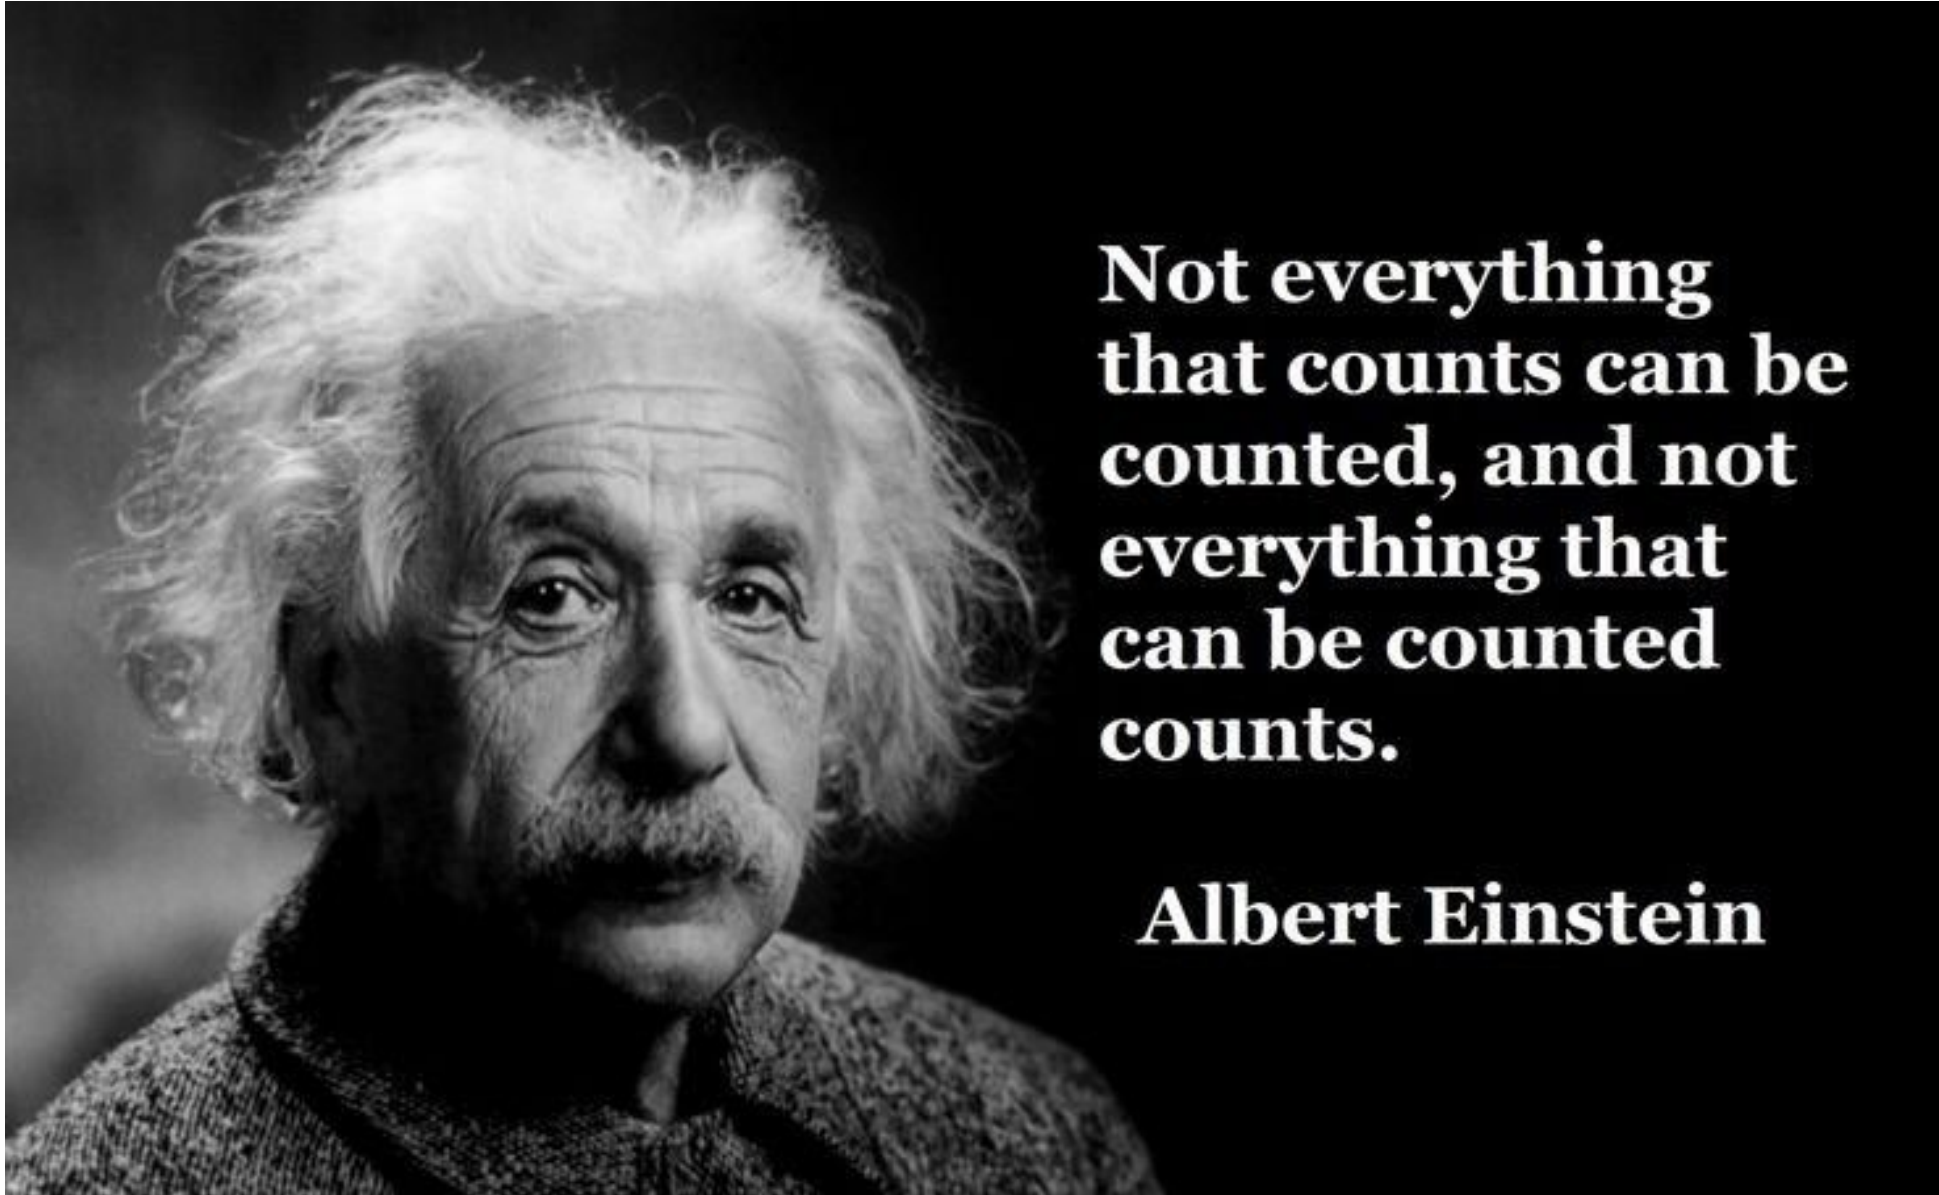 Not everything
that counts can be
counted, and not
everything that
can be counted
counts.
Albert Einstein